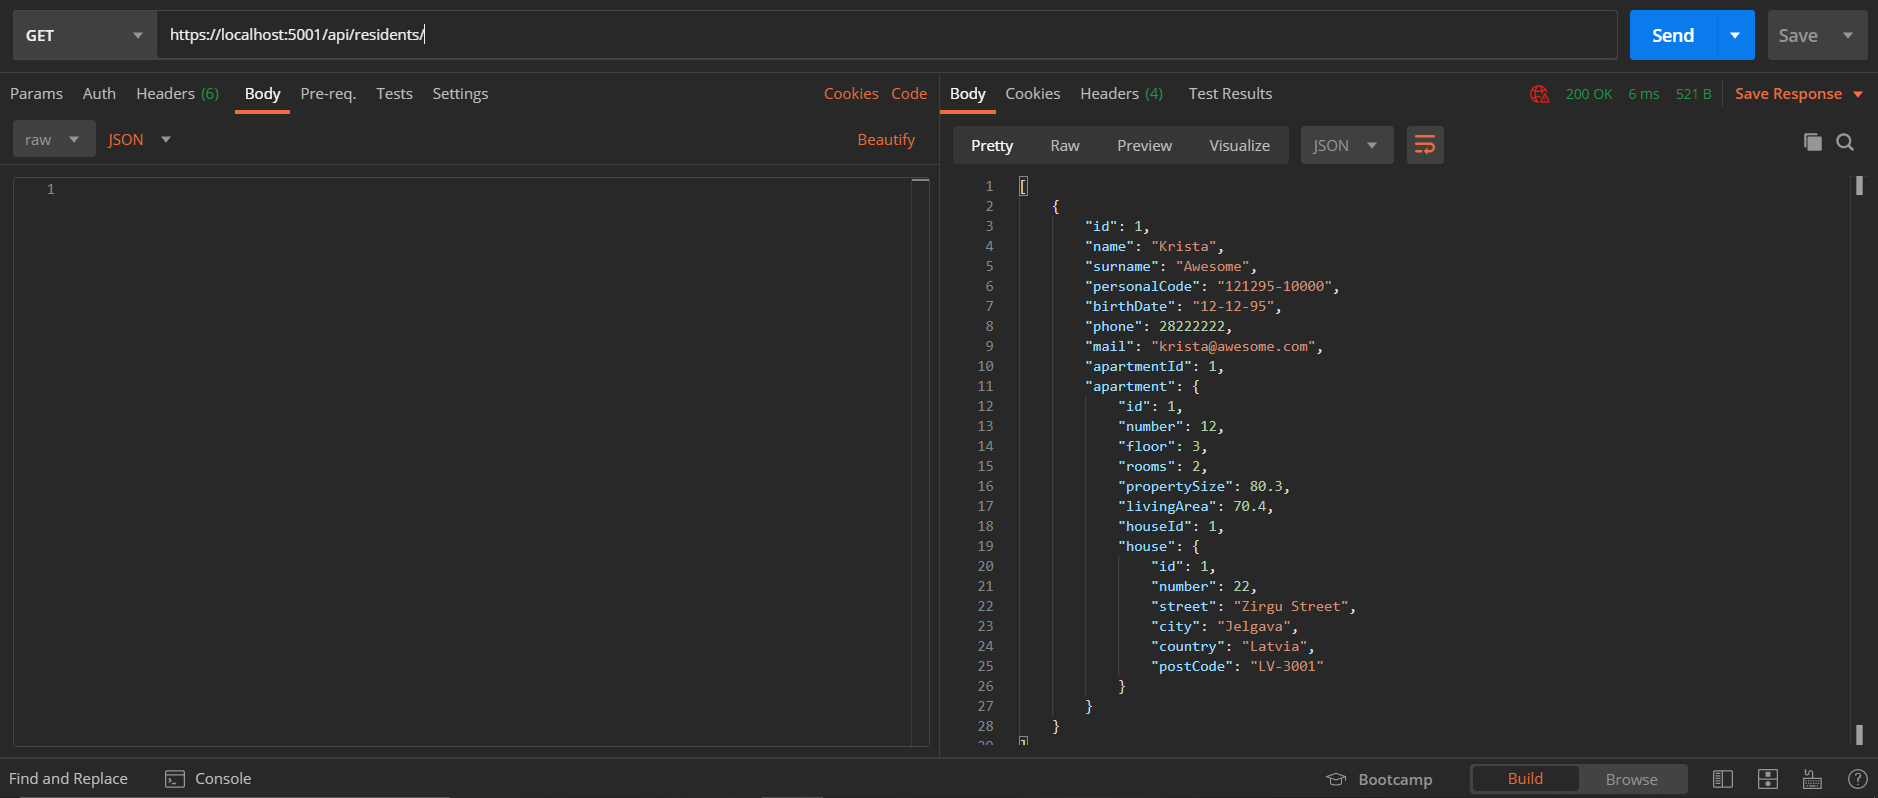 GET https://localhost:5001/api/residents/ Send Save
Params Auth Headers (6) Body Pre-req. Tests Settings Cookies Code
raw JSON Beautify
1
Body Cookies Headers (4) Test Results 200 OK 6 ms 521 B Save Response
Pretty Raw Preview Visualize JSON
1 [
2 {
3 "id": 1,
4 "name": "Krista",
5 "surname": "Awesome",
6 "personalCode": "121295-10000",
7 "birthDate": "12-12-95",
8 "phone": 28222222,
9 "mail": "krista@awesome.com",
10 "apartmentId": 1,
11 "apartment": {
12 "id": 1,
13 "number": 12,
14 "floor": 3,
15 "rooms": 2,
16 "propertySize": 80.3,
17 "livingArea": 70.4,
18 "houseId": 1,
19 "house": {
20 "id": 1,
21 "number": 22,
22 "street": "Zirgu Street",
23 "city": "Jelgava",
24 "country": "Latvia",
25 "postCode": "LV-3001"
26 }
27 }
28 }
29 ]
Find and Replace Console Bootcamp Build Browse